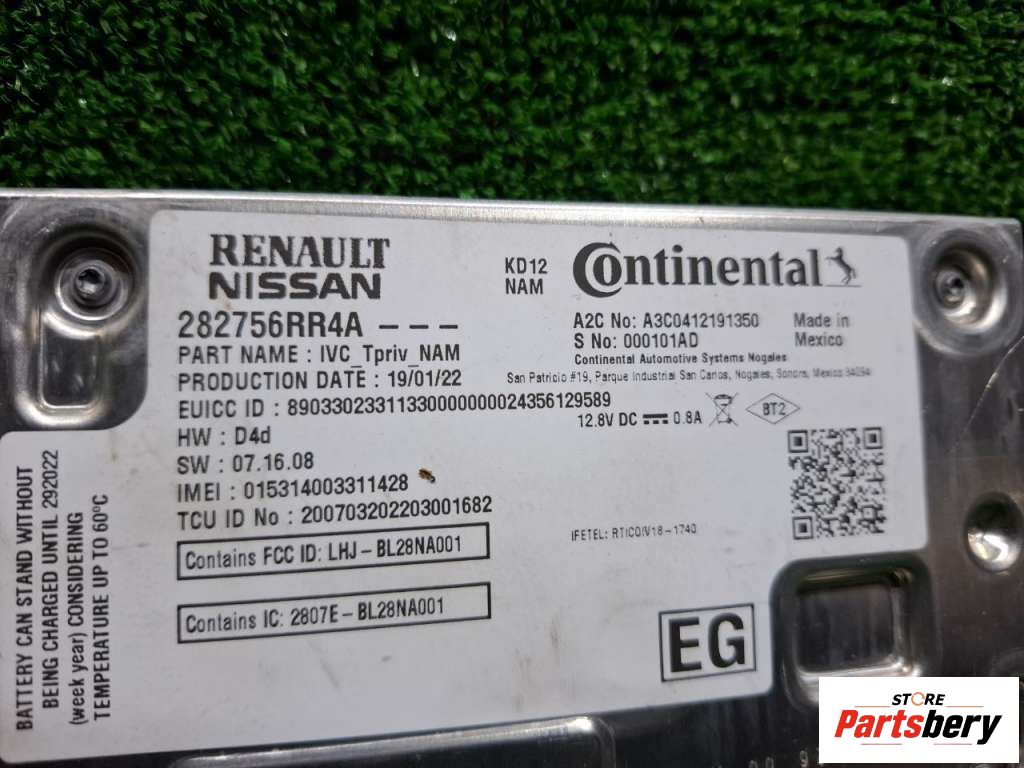 RENAULT
NISSAN
KD12
NAM
Continental
282756RR4A ---
PART NAME : IVC_Tpriv_NAM
PRODUCTION DATE : 19/01/22
EUICC ID : 89033023311330000000024356129589
HW : D4d
SW : 07.16.08
IMEI : 015314003311428
TCU ID No : 200703202203001682
Contains FCC ID: LHJ-BL28NA001
Contains IC: 2807E-BL28NA001
A2C No: A3C0412191350
S No: 000101AD
Made in
Mexico
Continental Automotive Systems Nogales
San Patricio #19, Parque Industrial San Carlos, Nogales, Sonora, Mexico 84094
12.8V DC 0.8A
BT2
EG
BATTERY CAN STAND WITHOUT
BEING CHARGED UNTIL 292022
(week year) CONSIDERING
TEMPERATURE UP TO 60ºC
STORE
Partsbery